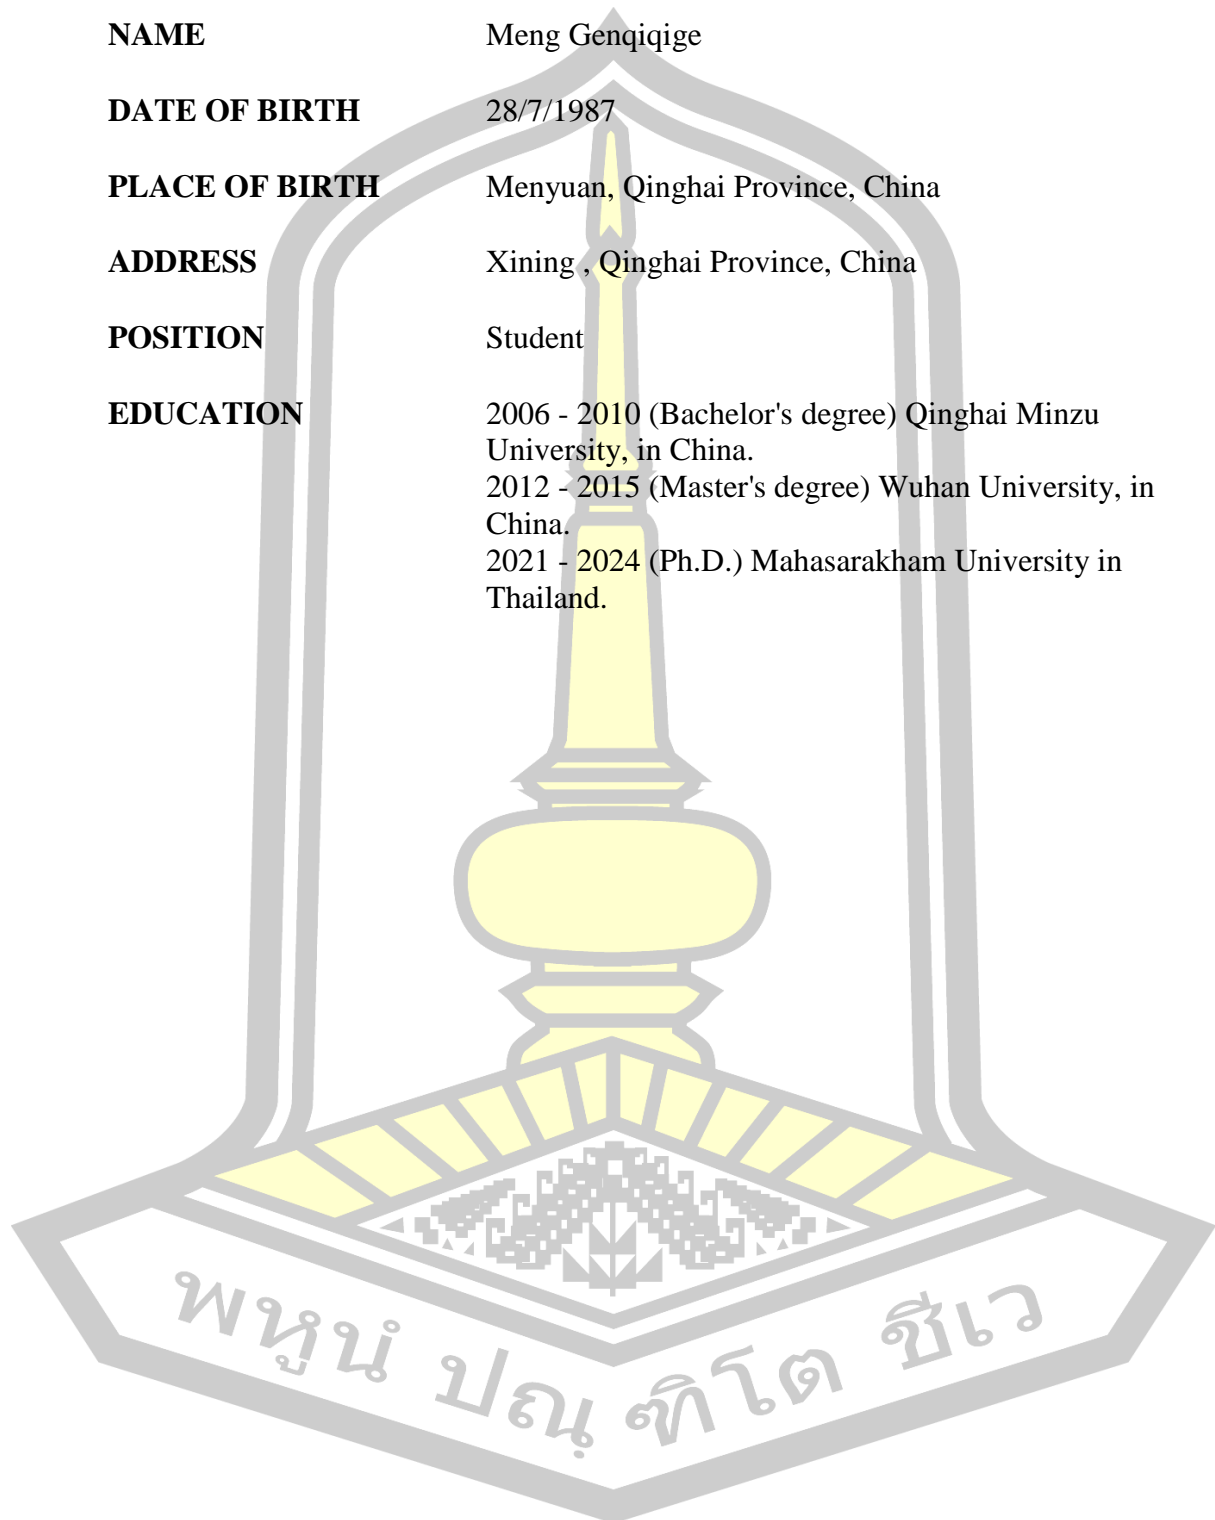 NAME Meng Genqiqige
DATE OF BIRTH 28/7/1987
PLACE OF BIRTH Menyuan, Qinghai Province, China
ADDRESS Xining , Qinghai Province, China
POSITION Student
EDUCATION 2006 - 2010 (Bachelor's degree) Qinghai Minzu
University, in China.
2012 - 2015 (Master's degree) Wuhan University, in
China.
2021 - 2024 (Ph.D.) Mahasarakham University in
Thailand.
พหูนํ ปณฺ ฑิโต ชีเว